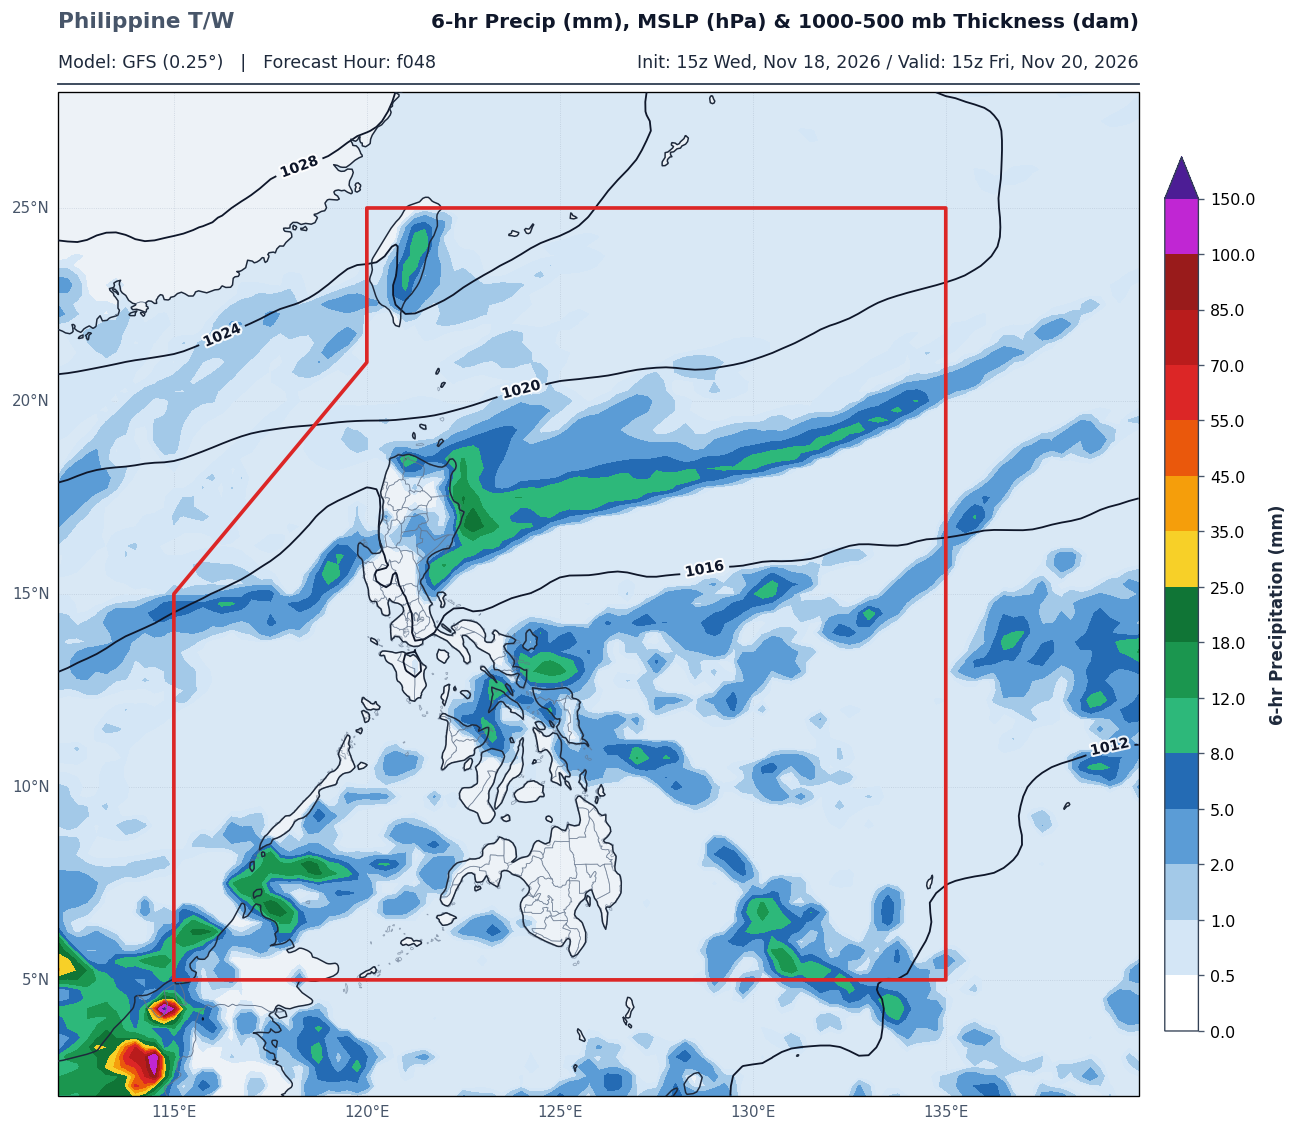 Philippine T/W
6-hr Precip (mm), MSLP (hPa) & 1000-500 mb Thickness (dam)
Model: GFS (0.25°) | Forecast Hour: f048
Init: 15z Wed, Nov 18, 2026 / Valid: 15z Fri, Nov 20, 2026
1028
1024
1020
1016
1012
25°N
20°N
15°N
10°N
5°N
115°E
120°E
125°E
130°E
135°E
150.0
100.0
85.0
70.0
55.0
45.0
35.0
25.0
18.0
12.0
8.0
5.0
2.0
1.0
0.5
0.0
6-hr Precipitation (mm)